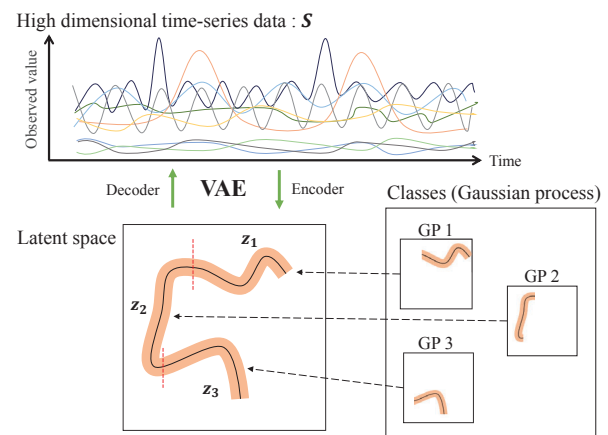 High dimensional time-series data : S
Observed value
Time
Decoder
VAE
Encoder
Classes (Gaussian process)
Latent space
z1
z2
z3
GP 1
GP 2
GP 3